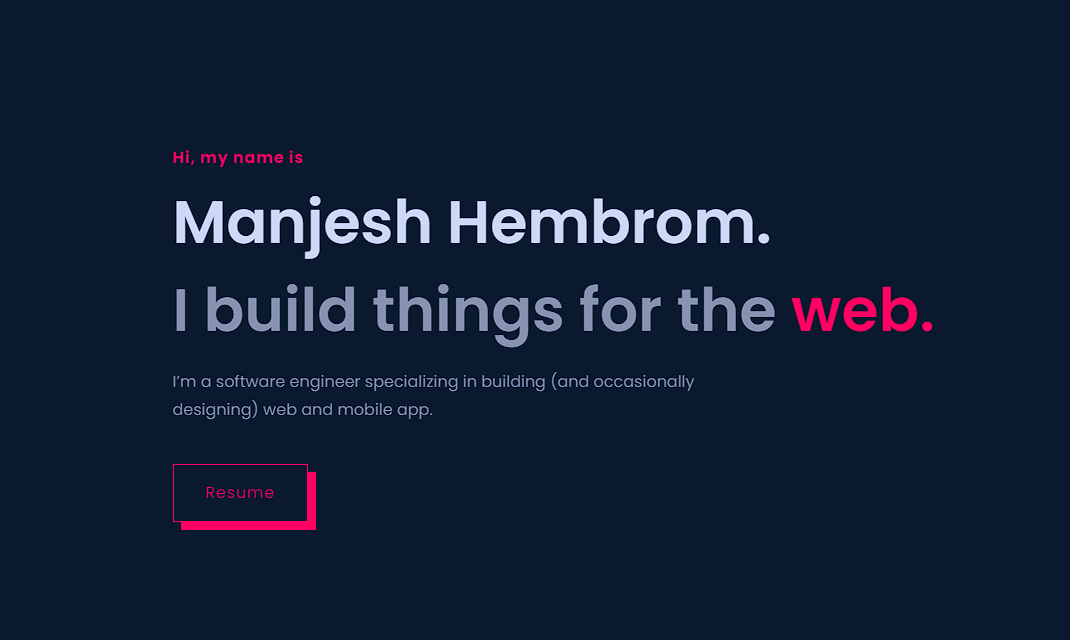 Hi, my name is
Manjesh Hembrom.
I build things for the web.
I’m a software engineer specializing in building (and occasionally
designing) web and mobile app.
Resume